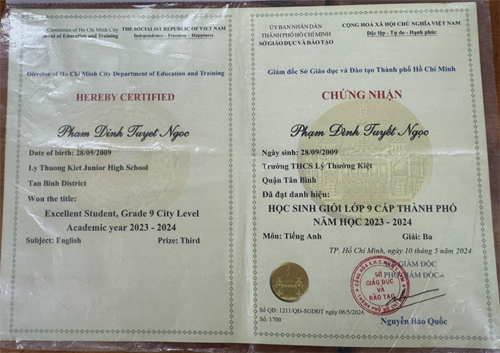 Committee of Ho Chi Minh City
Department of Education and Training
THE SOCIALIST REPUBLIC OF VIET NAM
Independence - Freedom - Happiness
Director of Ho Chi Minh City Department of Education and Training
HEREBY CERTIFIED
Pham Dinh Tuyet Ngoc
Date of birth: 28/09/2009
Ly Thuong Kiet Junior High School
Tan Binh District
Won the title:
Excellent Student, Grade 9 City Level
Academic year 2023 - 2024
Subject: English Prize: Third
ỦY BAN NHÂN DÂN
THÀNH PHỐ HỒ CHÍ MINH
SỞ GIÁO DỤC VÀ ĐÀO TẠO
CỘNG HOÀ XÃ HỘI CHỦ NGHĨA VIỆT NAM
Độc lập - Tự do - Hạnh phúc
Giám đốc Sở Giáo dục và Đào tạo Thành phố Hồ Chí Minh
CHỨNG NHẬN
Phạm Đình Tuyết Ngọc
Ngày sinh: 28/09/2009
Trường THCS Lý Thường Kiệt
Quận Tân Bình
Đã đạt danh hiệu:
HỌC SINH GIỎI LỚP 9 CẤP THÀNH PHỐ
NĂM HỌC 2023 - 2024
Môn: Tiếng Anh Giải: Ba
TP. Hồ Chí Minh, ngày 10 tháng 5 năm 2024
GIÁM ĐỐC
PHÓ GIÁM ĐỐC
SỞ
GIÁO DỤC
VÀ
ĐÀO TẠO
Nguyễn Bảo Quốc
Số QĐ: 1211/QĐ-SGDĐT ngày 06/5/2024
Số: 1700